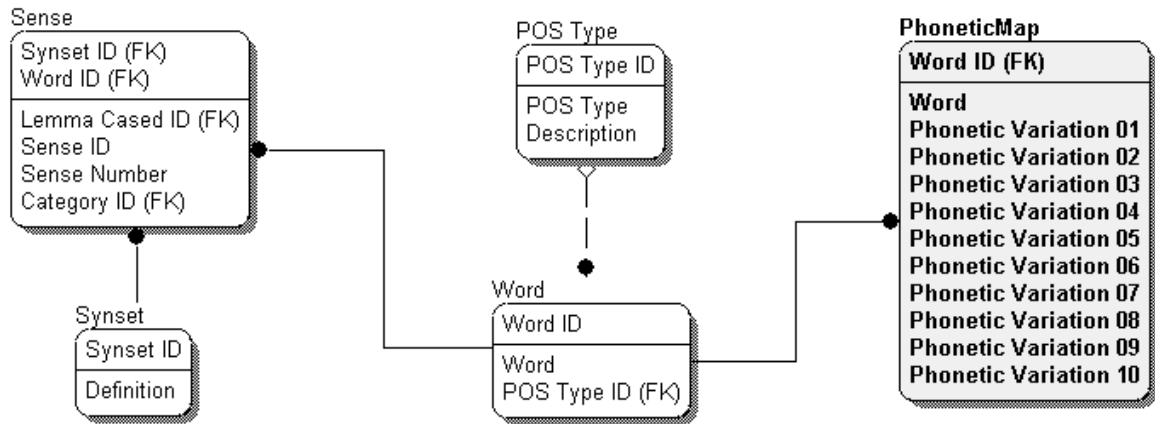 Sense
Synset ID (FK)
Word ID (FK)
Lemma Cased ID (FK)
Sense ID
Sense Number
Category ID (FK)
Synset
Synset ID
Definition
POS Type
POS Type ID
POS Type
Description
Word
Word ID
Word
POS Type ID (FK)
PhoneticMap
Word ID (FK)
Word
Phonetic Variation 01
Phonetic Variation 02
Phonetic Variation 03
Phonetic Variation 04
Phonetic Variation 05
Phonetic Variation 06
Phonetic Variation 07
Phonetic Variation 08
Phonetic Variation 09
Phonetic Variation 10